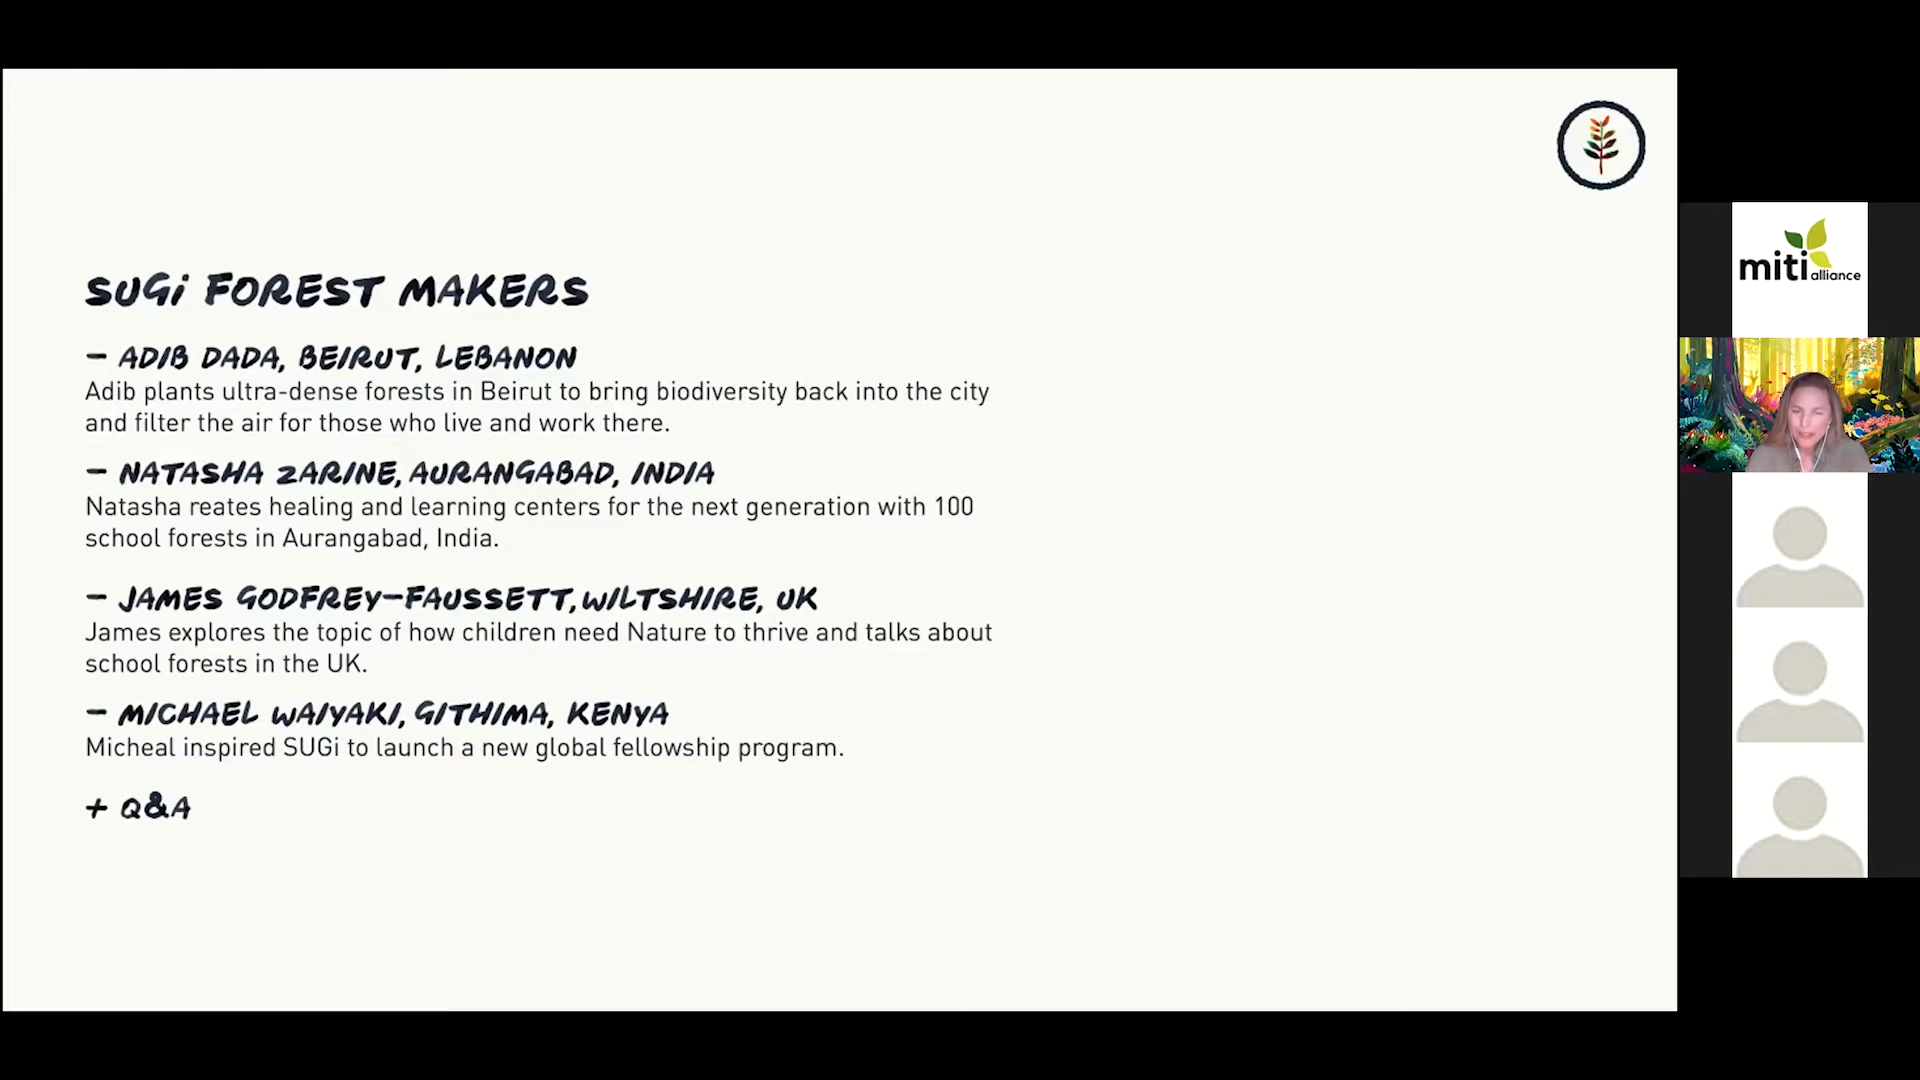 SUGi FOREST MAKERS
– ADIB DADA, BEIRUT, LEBANON
Adib plants ultra-dense forests in Beirut to bring biodiversity back into the city
and filter the air for those who live and work there.
– NATASHA ZARINE, AURANGABAD, INDIA
Natasha reates healing and learning centers for the next generation with 100
school forests in Aurangabad, India.
– JAMES GODFREY-FAUSSETT, WILTSHIRE, UK
James explores the topic of how children need Nature to thrive and talks about
school forests in the UK.
– MICHAEL WAIYAKI, GITHIMA, KENYA
Micheal inspired SUGi to launch a new global fellowship program.
+ Q&A
miti alliance